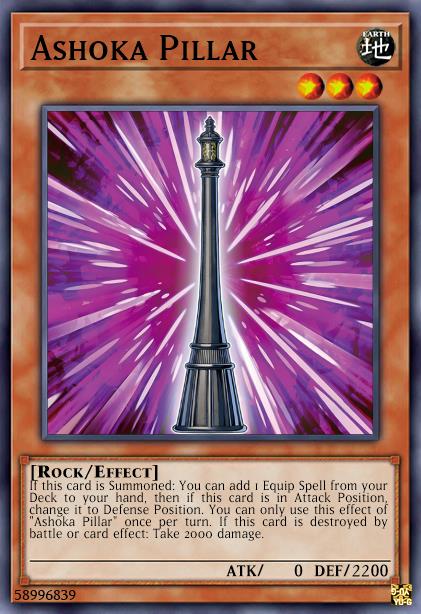 ASHOKA PILLAR
EARTH
地
[ROCK/EFFECT]
If this card is Summoned: You can add 1 Equip Spell from your
Deck to your hand, then if this card is in Attack Position,
change it to Defense Position. You can only use this effect of
"Ashoka Pillar" once per turn. If this card is destroyed by
battle or card effect: Take 2000 damage.
ATK/ 0 DEF/2200
58996839